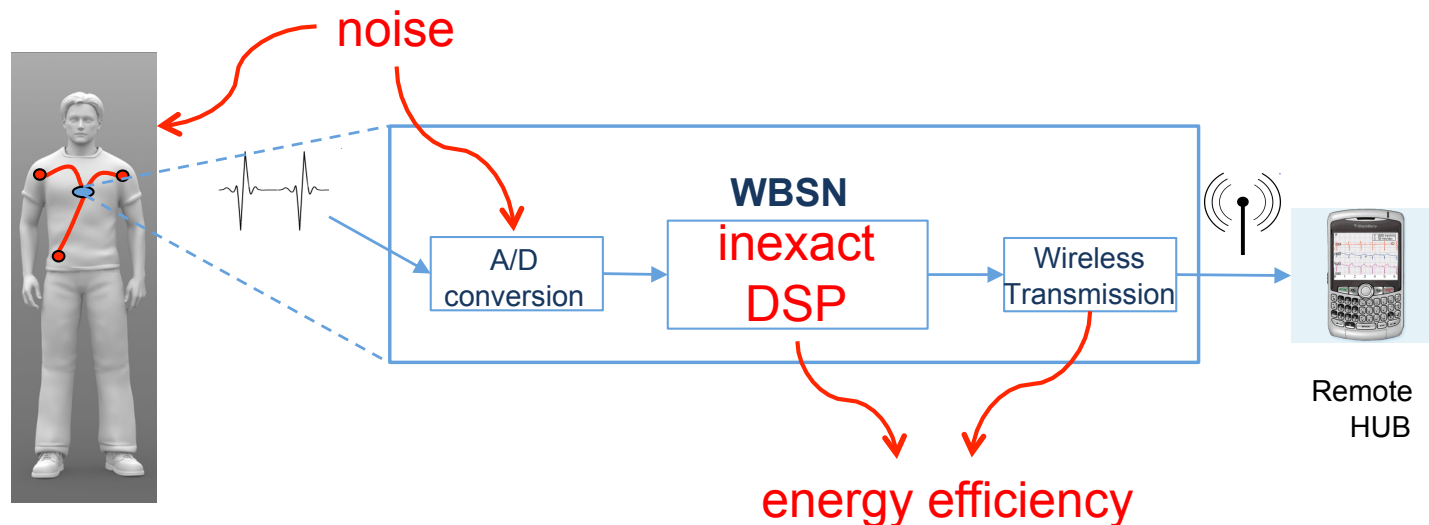 noise
WBSN
A/D
conversion
inexact
DSP
Wireless
Transmission
Remote
HUB
energy efficiency